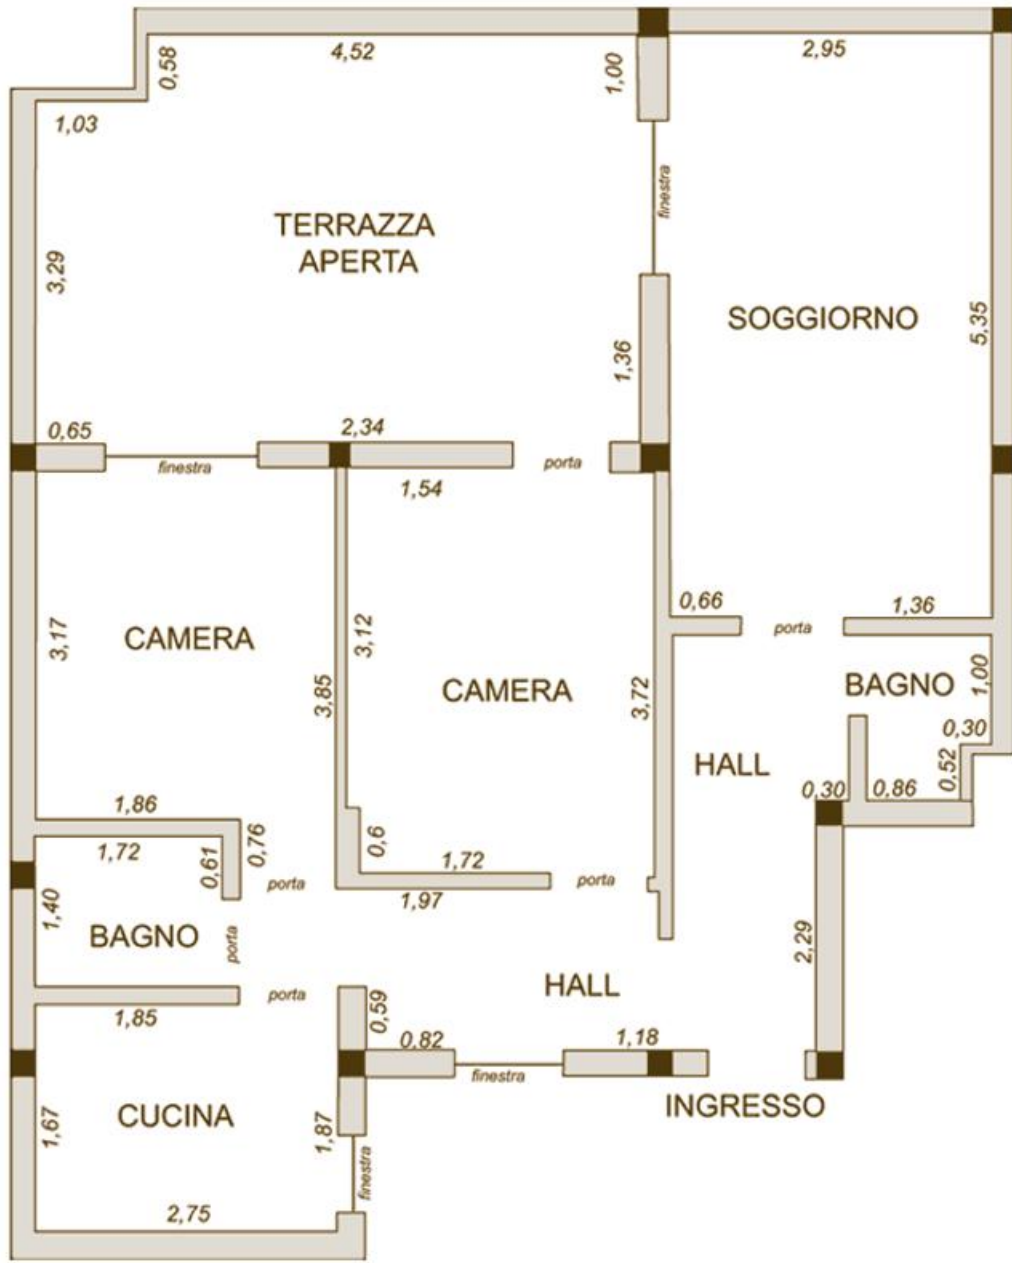 0,58
4,52
1,00
2,95
1,03
finestra
TERRAZZA
APERTA
3,29
SOGGIORNO
5,35
1,36
0,65
2,34
finestra
porta
1,54
0,66
porta
1,36
CAMERA
3,17
3,12
3,85
CAMERA
3,72
BAGNO
1,00
0,30
HALL
0,52
0,30
0,86
1,86
1,72
0,61
0,76
0,6
1,72
porta
porta
1,97
1,40
BAGNO
porta
2,29
HALL
porta
1,85
0,59
0,82
1,18
finestra
INGRESSO
CUCINA
1,67
1,87
finestra
2,75